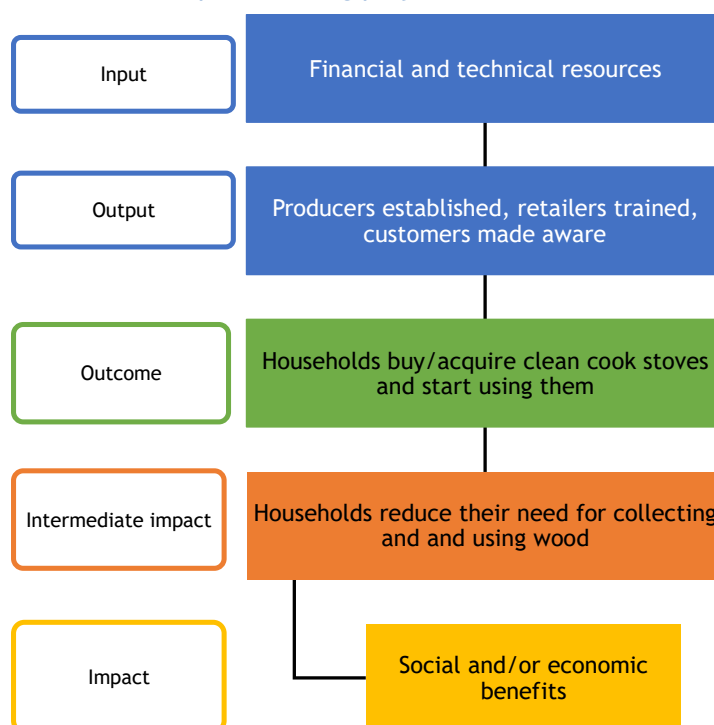 Input
Financial and technical resources
Output
Producers established, retailers trained,
customers made aware
Outcome
Households buy/acquire clean cook stoves
and start using them
Intermediate impact
Households reduce their need for collecting
and and using wood
Impact
Social and/or economic
benefits